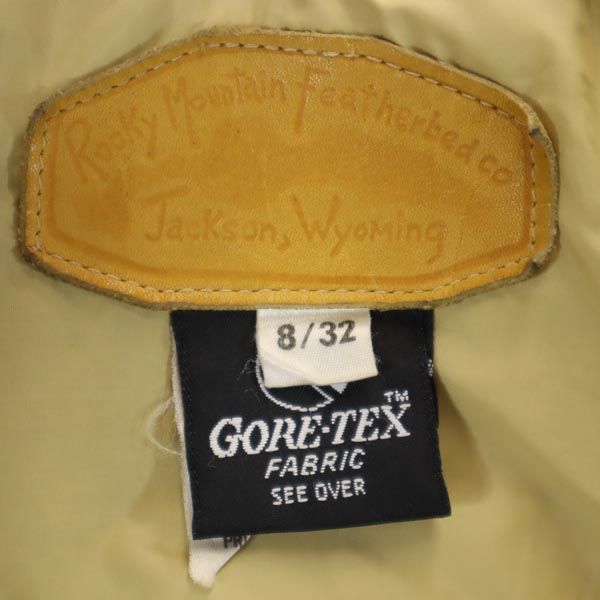 Rocky Mountain Featherbed co
Jackson, Wyoming
8/32
GORE-TEX™
FABRIC
SEE OVER